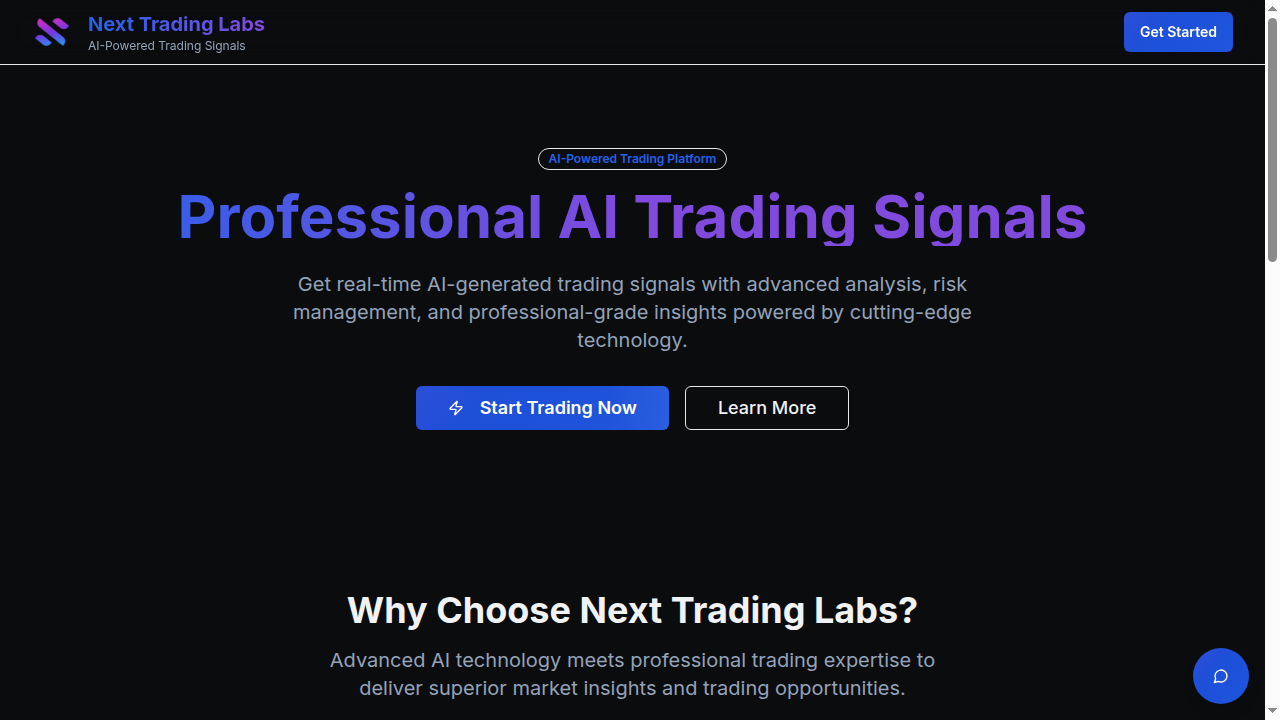 Next Trading Labs
AI-Powered Trading Signals
Get Started
AI-Powered Trading Platform
Professional AI Trading Signals
Get real-time AI-generated trading signals with advanced analysis, risk
management, and professional-grade insights powered by cutting-edge
technology.
Start Trading Now
Learn More
Why Choose Next Trading Labs?
Advanced AI technology meets professional trading expertise to
deliver superior market insights and trading opportunities.